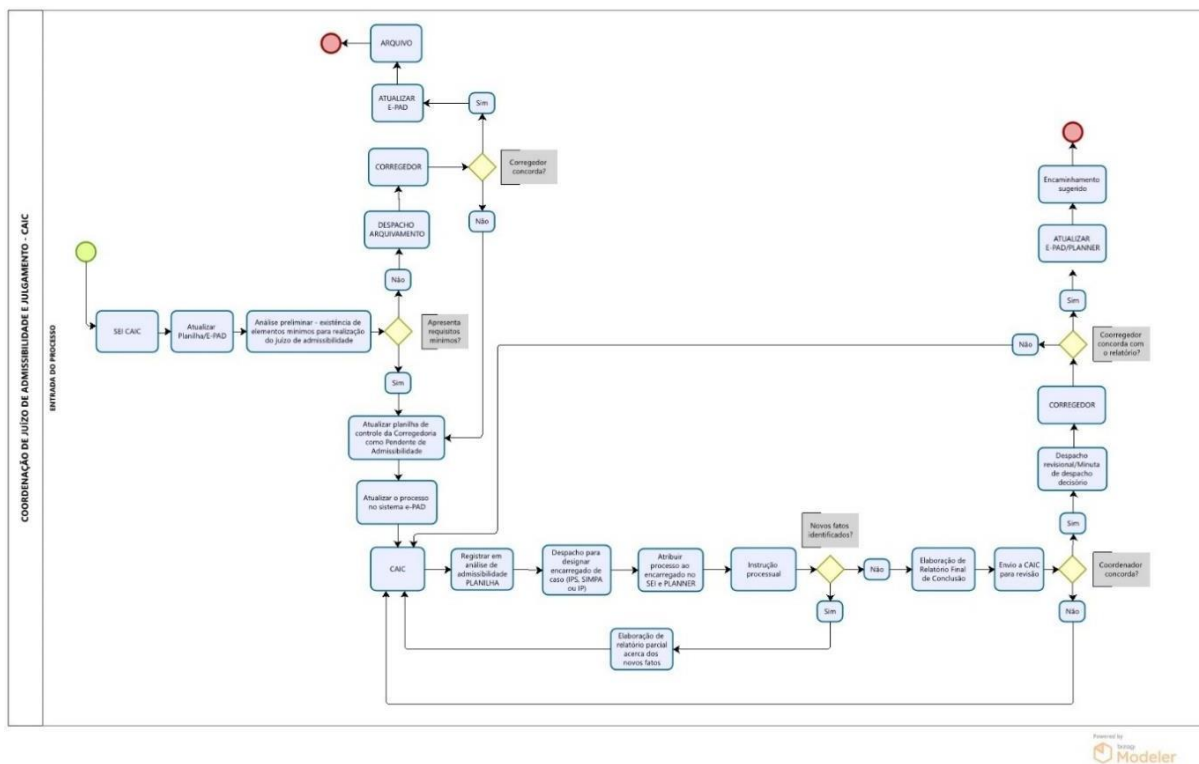 COORDENAÇÃO DE JUÍZO DE ADMISSIBILIDADE E JULGAMENTO - CAIC
ENTRADA DO PROCESSO
ARQUIVO
ATUALIZAR
E-PAD
Sim
CORREGEDOR
Corregedor
concorda?
Não
DESPACHO
ARQUIVAMENTO
Não
SEI CAIC
Atualizar
Planilha/E-PAD
Análise preliminar - existência de
elementos mínimos para realização
do juízo de admissibilidade
Apresenta
requisitos
mínimos?
Sim
Atualizar planilha de
controle da Corregedoria
como Pendente de
Admissibilidade
Atualizar o processo
no sistema e-PAD
CAIC
Registrar em
análise de
admissibilidade
PLANILHA
Despacho para
designar
encarregado de
caso (IPS, SIMPA
ou IP)
Atribuir
processo ao
encarregado no
SEI e PLANNER
Instrução
processual
Novos fatos
identificados?
Não
Sim
Elaboração de
relatório parcial
acerca dos
novos fatos
Elaboração de
Relatório Final
de Conclusão
Envio a CAIC
para revisão
Coordenador
concorda?
Não
Sim
Despacho
revisional/Minuta
de despacho
decisório
CORREGEDOR
Coorregedor
concorda com
o relatório?
Não
Sim
ATUALIZAR
E-PAD/PLANNER
Encaminhamento
sugerido
Powered by
bizagi
Modeler